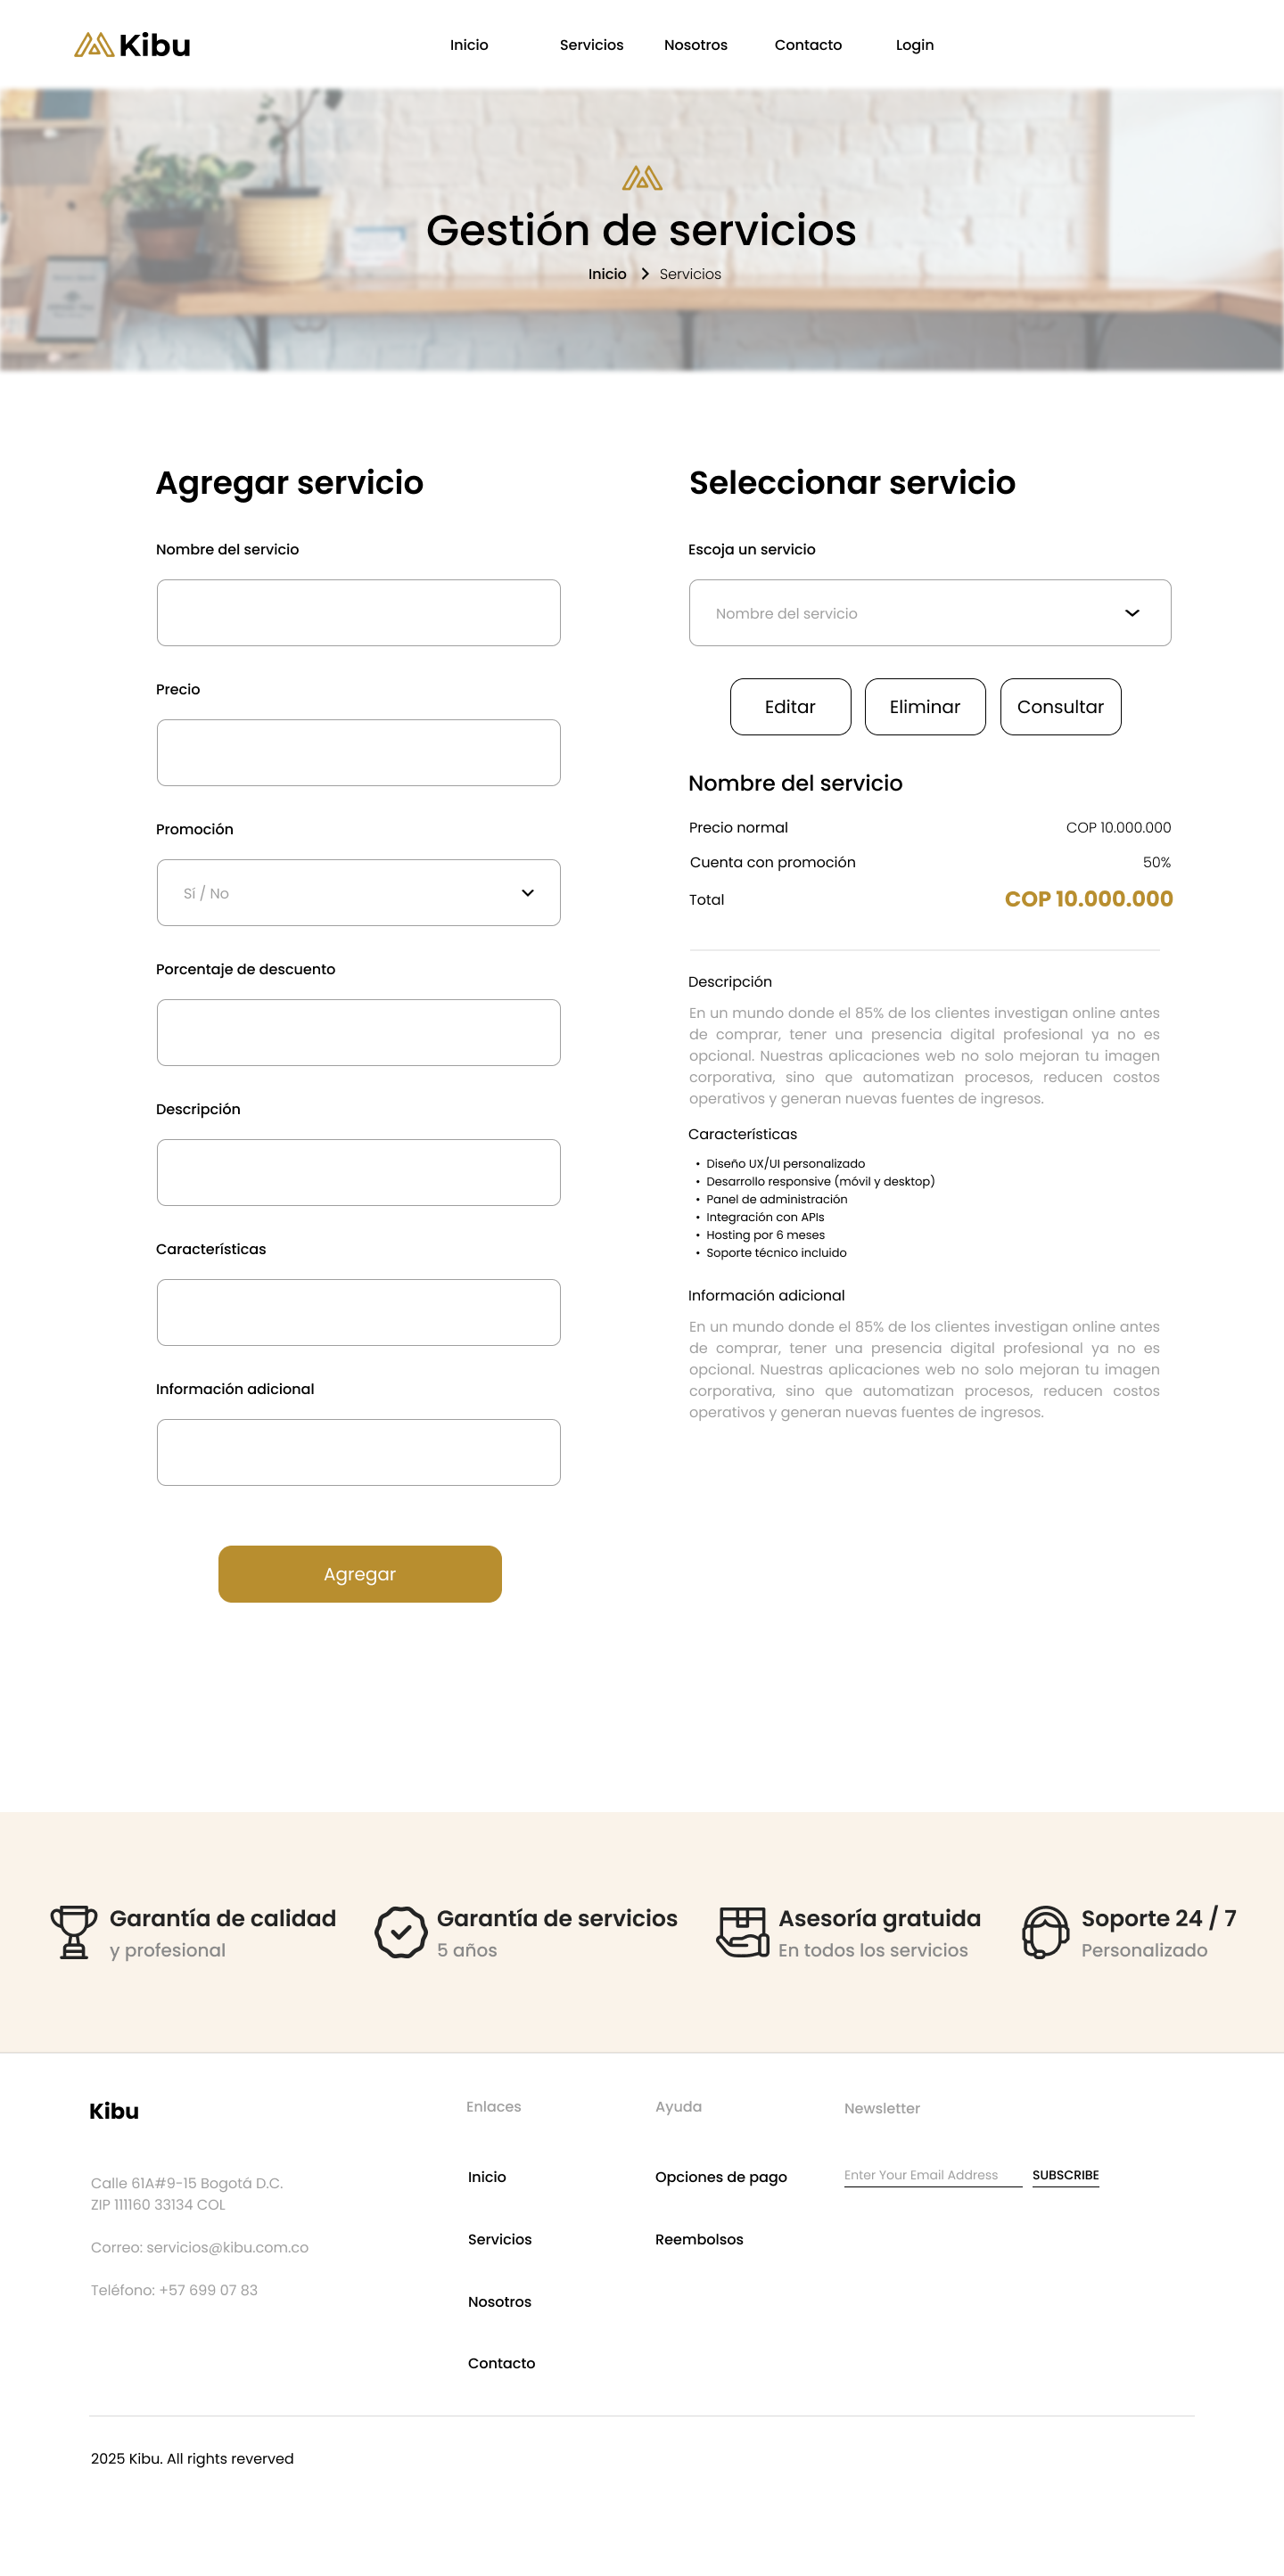 Kibu
Inicio
Servicios
Nosotros
Contacto
Login
Gestión de servicios
Inicio
Servicios
Agregar servicio
Nombre del servicio
Precio
Promoción
Sí / No
Porcentaje de descuento
Descripción
Características
Información adicional
Agregar
Seleccionar servicio
Escoja un servicio
Nombre del servicio
Editar
Eliminar
Consultar
Nombre del servicio
Precio normal
COP 10.000.000
Cuenta con promoción
50%
Total
COP 10.000.000
Descripción
En un mundo donde el 85% de los clientes investigan online antes
de comprar, tener una presencia digital profesional ya no es
opcional. Nuestras aplicaciones web no solo mejoran tu imagen
corporativa, sino que automatizan procesos, reducen costos
operativos y generan nuevas fuentes de ingresos.
Características
• Diseño UX/UI personalizado
• Desarrollo responsive (móvil y desktop)
• Panel de administración
• Integración con APIs
• Hosting por 6 meses
• Soporte técnico incluido
Información adicional
En un mundo donde el 85% de los clientes investigan online antes
de comprar, tener una presencia digital profesional ya no es
opcional. Nuestras aplicaciones web no solo mejoran tu imagen
corporativa, sino que automatizan procesos, reducen costos
operativos y generan nuevas fuentes de ingresos.
Garantía de calidad
y profesional
Garantía de servicios
5 años
Asesoría gratuita
En todos los servicios
Soporte 24 / 7
Personalizado
Kibu
Calle 61A#9-15 Bogotá D.C.
ZIP 111160 33134 COL
Correo: servicios@kibu.com.co
Teléfono: +57 699 07 83
Enlaces
Inicio
Servicios
Nosotros
Contacto
Ayuda
Opciones de pago
Reembolsos
Newsletter
Enter Your Email Address
SUBSCRIBE
2025 Kibu. All rights reverved